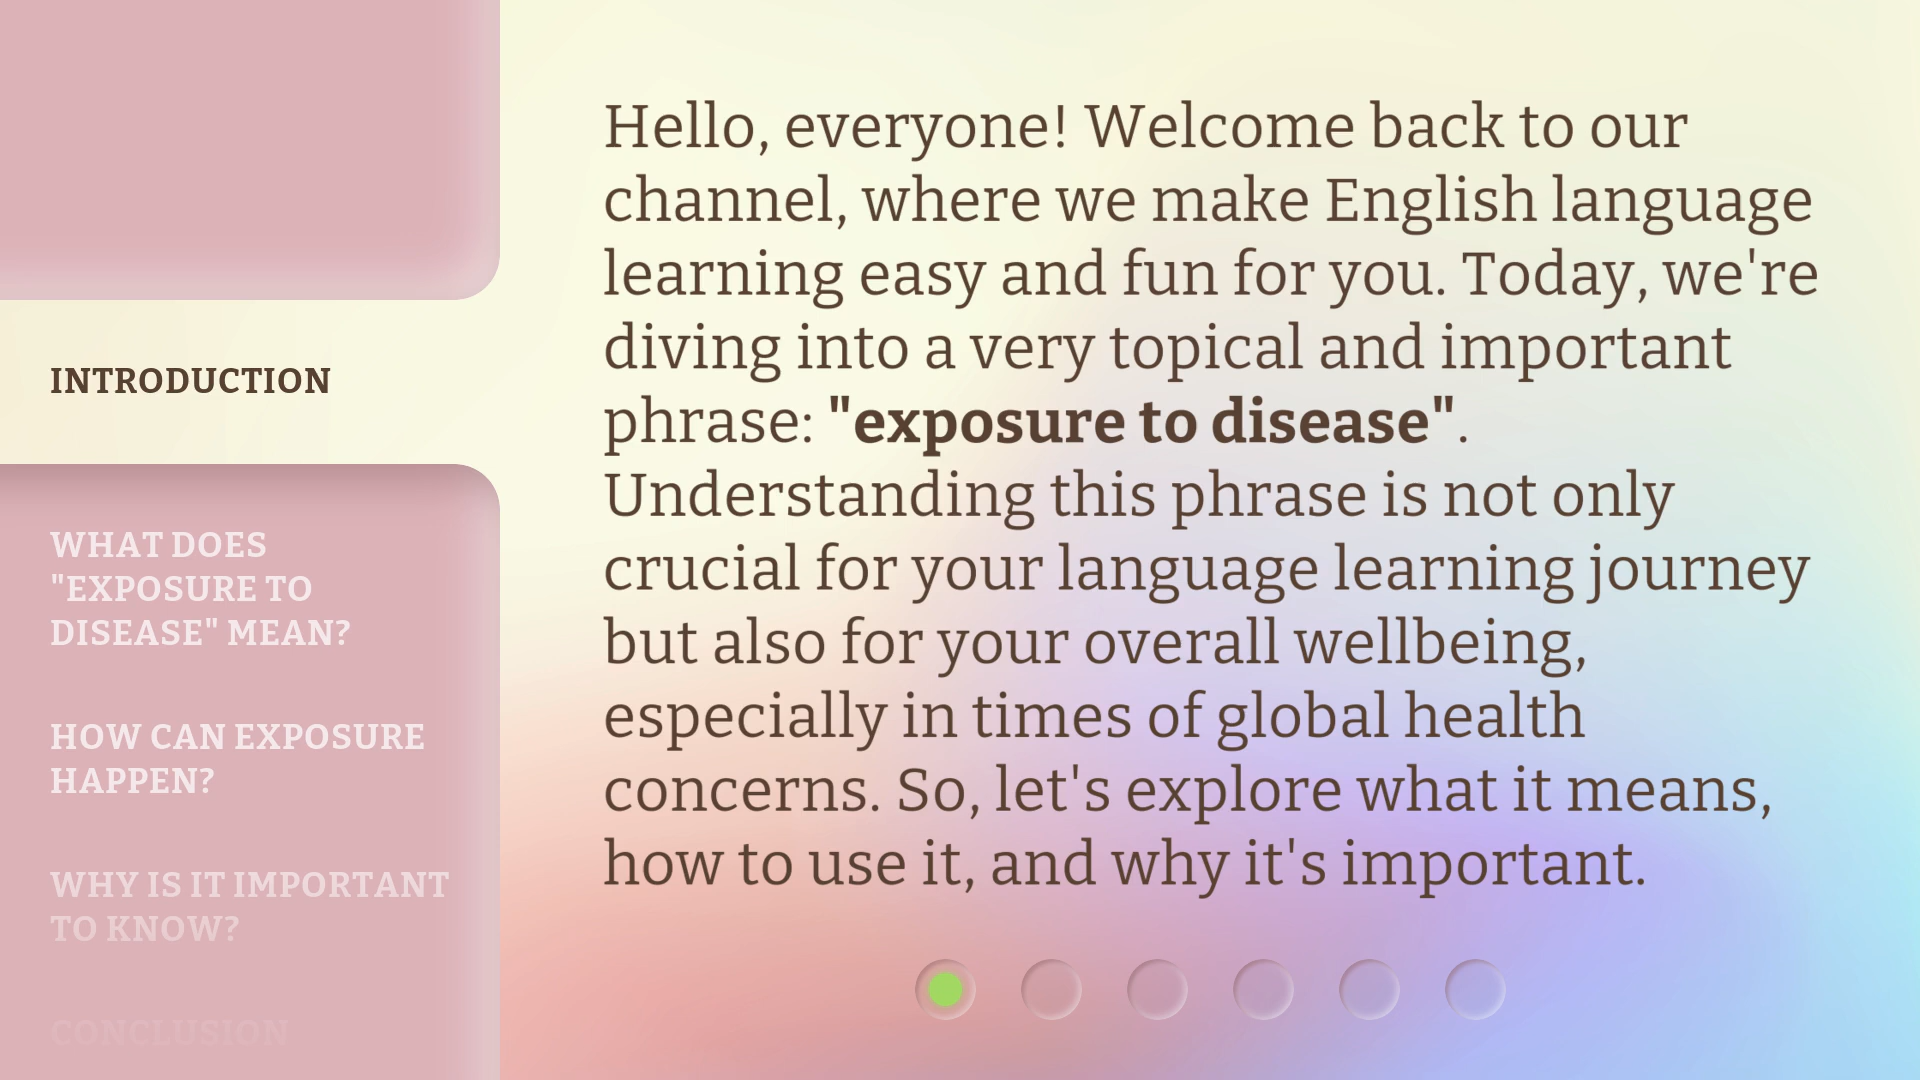 INTRODUCTION
WHAT DOES
"EXPOSURE TO
DISEASE" MEAN?
HOW CAN EXPOSURE
HAPPEN?
WHY IS IT IMPORTANT
TO KNOW?
CONCLUSION
Hello, everyone! Welcome back to our
channel, where we make English language
learning easy and fun for you. Today, we're
diving into a very topical and important
phrase: "exposure to disease".
Understanding this phrase is not only
crucial for your language learning journey
but also for your overall wellbeing,
especially in times of global health
concerns. So, let's explore what it means,
how to use it, and why it's important.